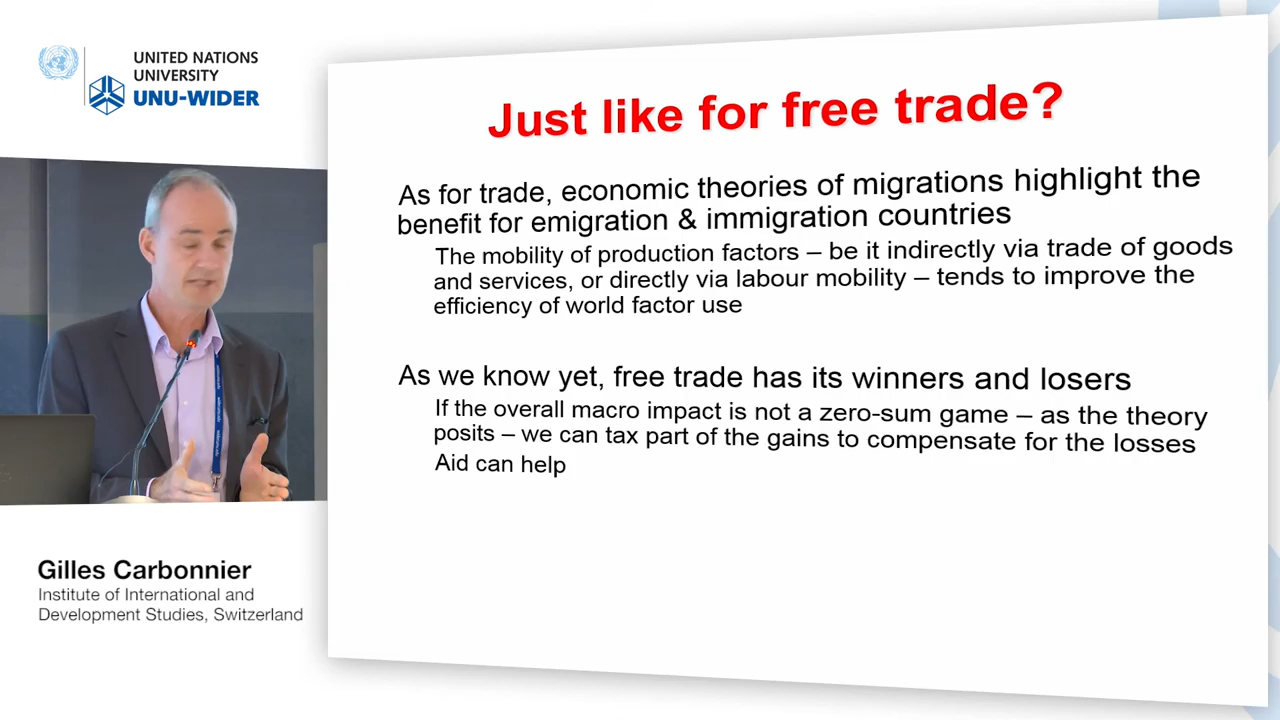 UNITED NATIONS
UNIVERSITY
UNU-WIDER
Just like for free trade?
As for trade, economic theories of migrations highlight the
benefit for emigration & immigration countries
The mobility of production factors – be it indirectly via trade of goods
and services, or directly via labour mobility – tends to improve the
efficiency of world factor use
As we know yet, free trade has its winners and losers
If the overall macro impact is not a zero-sum game – as the theory
posits – we can tax part of the gains to compensate for the losses
Aid can help
Gilles Carbonnier
Institute of International and
Development Studies, Switzerland